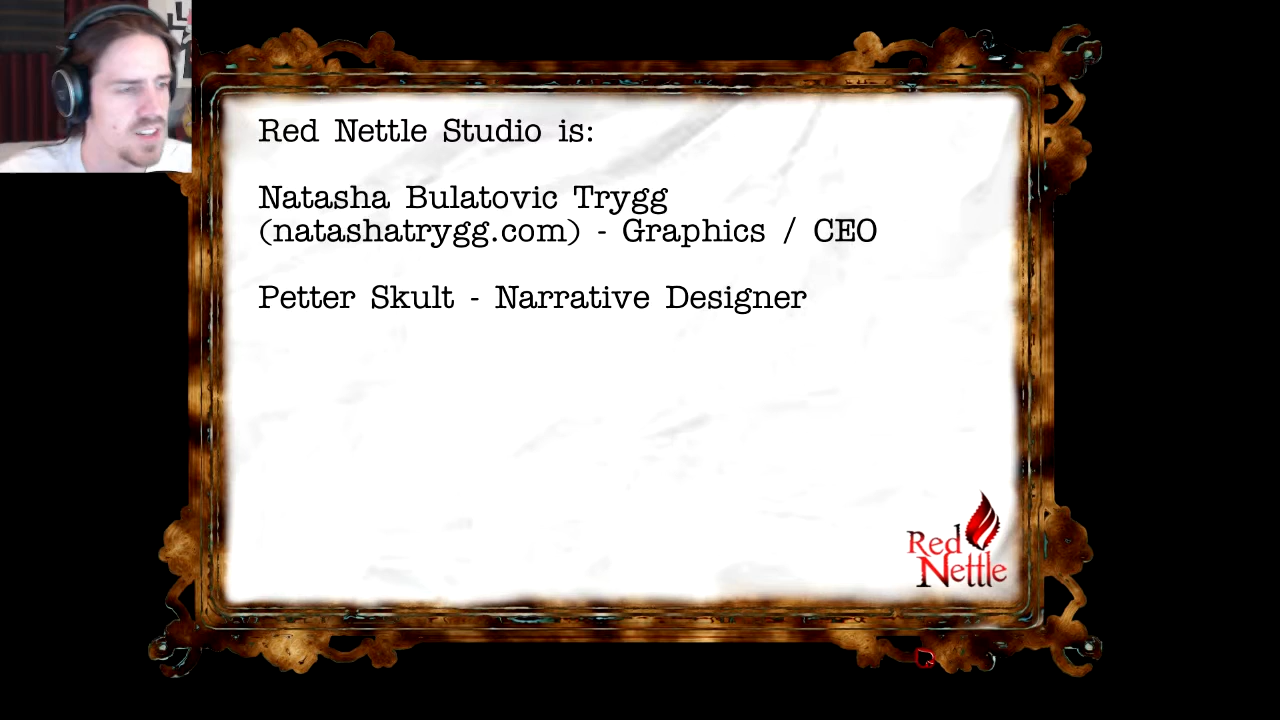 Red Nettle Studio is:
Natasha Bulatovic Trygg
(natashatrygg.com) - Graphics / CEO
Petter Skult - Narrative Designer
Red
Nettle